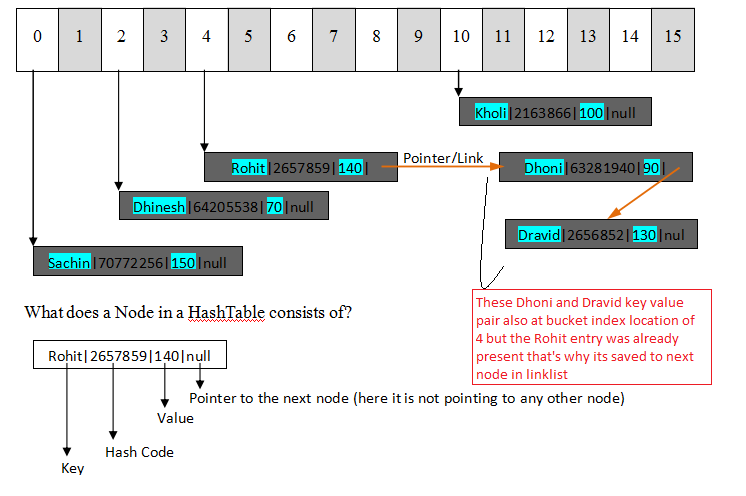 0 1 2 3 4 5 6 7 8 9 10 11 12 13 14 15
Kholi|2163866|100|null
Rohit|2657859|140|
Pointer/Link
Dhoni|63281940|90|
Dhinesh|64205538|70|null
Dravid|2656852|130|nul
Sachin|70772256|150|null
These Dhoni and Dravid key value
pair also at bucket index location of
4 but the Rohit entry was already
present that's why its saved to next
node in linklist
What does a Node in a HashTable consists of?
Rohit|2657859|140|null
Pointer to the next node (here it is not pointing to any other node)
Value
Hash Code
Key